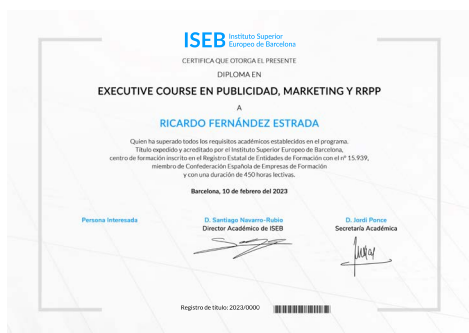 ISEB Instituto Superior
Europeo de Barcelona
CERTIFICA QUE OTORGA EL PRESENTE
DIPLOMA EN
EXECUTIVE COURSE EN PUBLICIDAD, MARKETING Y RRPP
A
RICARDO FERNÁNDEZ ESTRADA
Quien ha superado todos los requisitos académicos establecidos en el programa.
Título expedido y acreditado por el Instituto Superior Europeo de Barcelona,
centro de formación inscrito en el Registro Estatal de Entidades de Formación con el nº 15.939,
miembro de Confederación Española de Empresas de Formación
y con una duración de 450 horas lectivas.
Barcelona, 10 de febrero del 2023
Persona Interesada
D. Santiago Navarro-Rubio
Director Académico de ISEB
D. Jordi Ponce
Secretaría Académica
Registro de título: 2023/0000